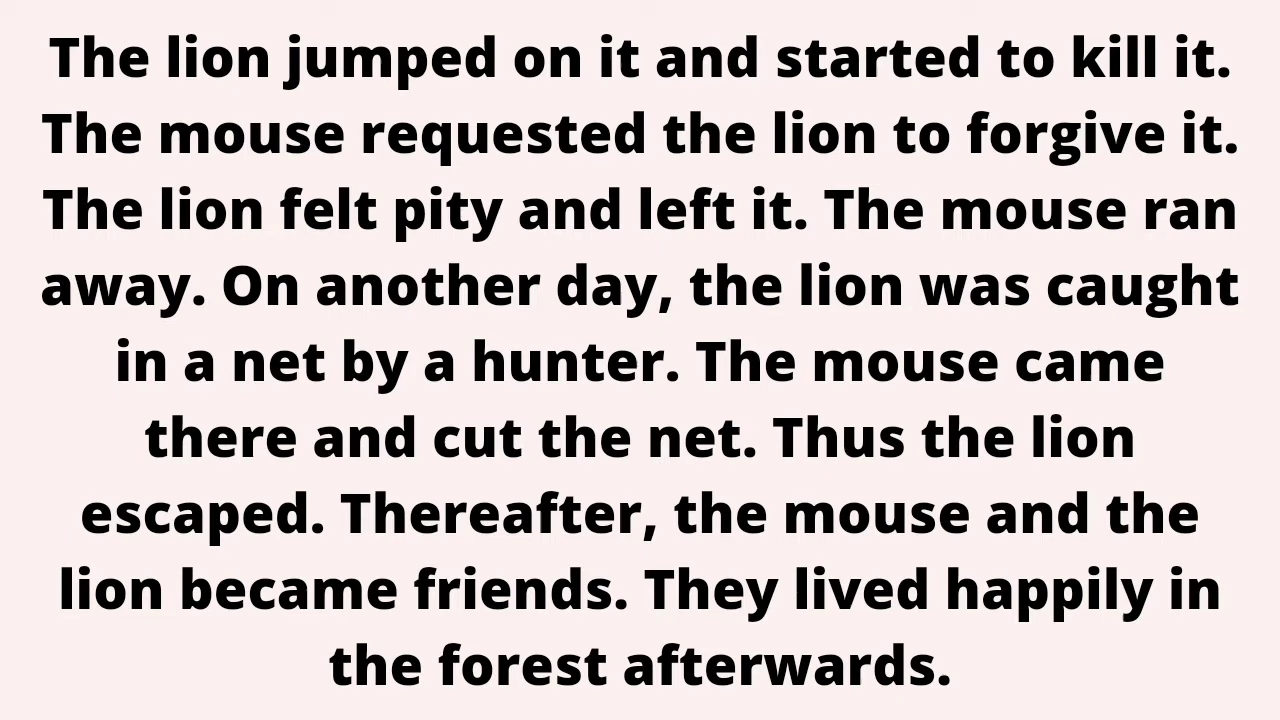 The lion jumped on it and started to kill it.
The mouse requested the lion to forgive it.
The lion felt pity and left it. The mouse ran
away. On another day, the lion was caught
in a net by a hunter. The mouse came
there and cut the net. Thus the lion
escaped. Thereafter, the mouse and the
lion became friends. They lived happily in
the forest afterwards.